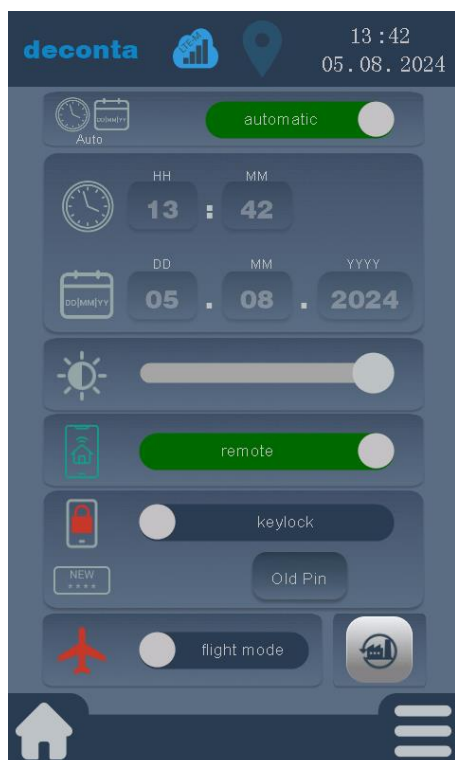 deconta
LTE-M
13:42
05.08.2024
DD|MM|YY
Auto
automatic
HH MM
13 : 42
DD MM YYYY
DD|MM|YY
05 . 08 . 2024
remote
keylock
NEW
****
Old Pin
flight mode